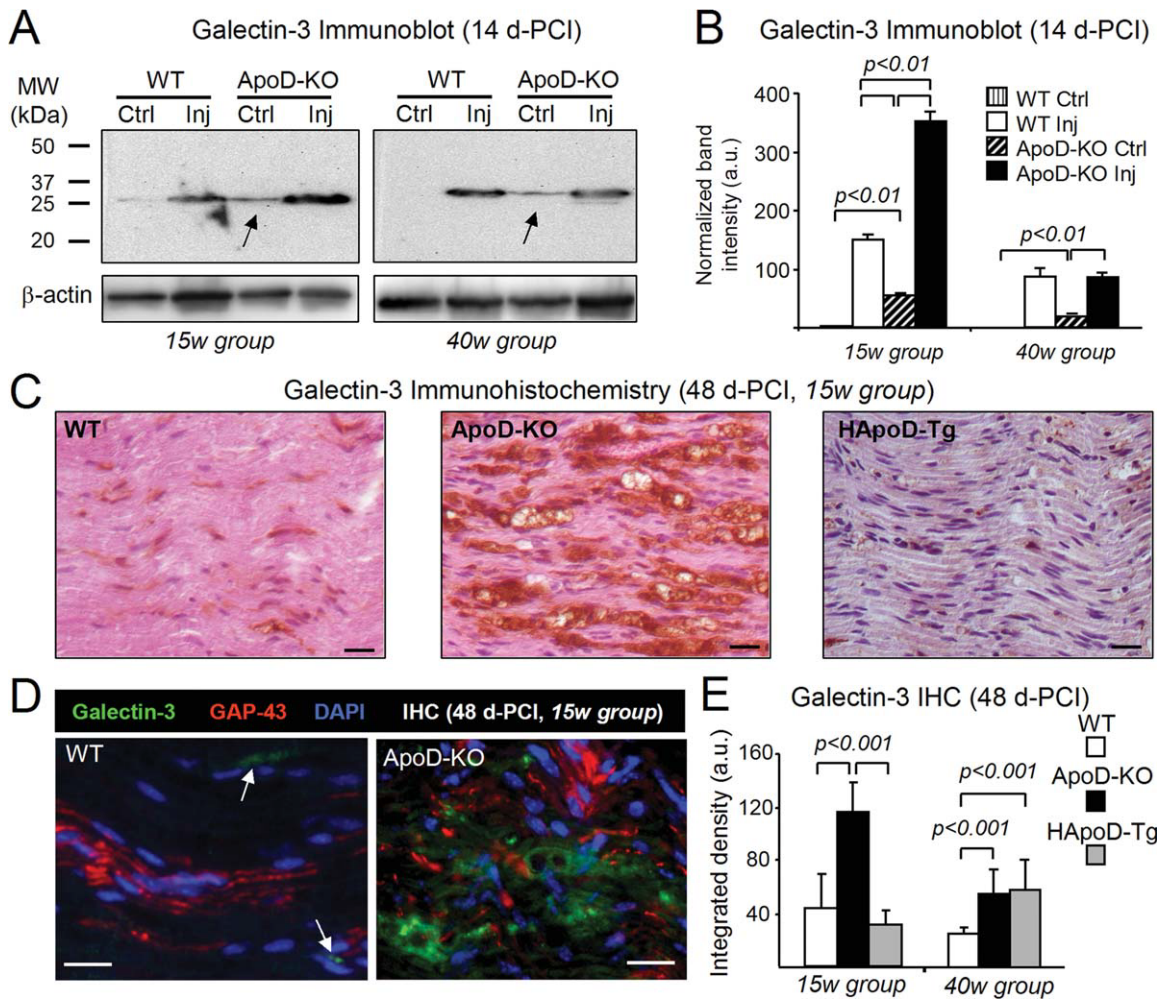 A
Galectin-3 Immunoblot (14 d-PCI)
MW
(kDa)
WT
ApoD-KO
WT
ApoD-KO
Ctrl Inj Ctrl Inj
Ctrl Inj Ctrl Inj
50
37
25
20
β-actin
15w group
40w group
B
Galectin-3 Immunoblot (14 d-PCI)
Normalized band
intensity (a.u.)
400
300
200
100
p<0.01
p<0.01
p<0.01
WT Ctrl
WT Inj
ApoD-KO Ctrl
ApoD-KO Inj
15w group
40w group
C
Galectin-3 Immunohistochemistry (48 d-PCI, 15w group)
WT
ApoD-KO
HApoD-Tg
D
Galectin-3 GAP-43 DAPI IHC (48 d-PCI, 15w group)
WT
ApoD-KO
E
Galectin-3 IHC (48 d-PCI)
Integrated density (a.u.)
160
120
80
40
p<0.001
p<0.001
p<0.001
WT
ApoD-KO
HApoD-Tg
15w group
40w group